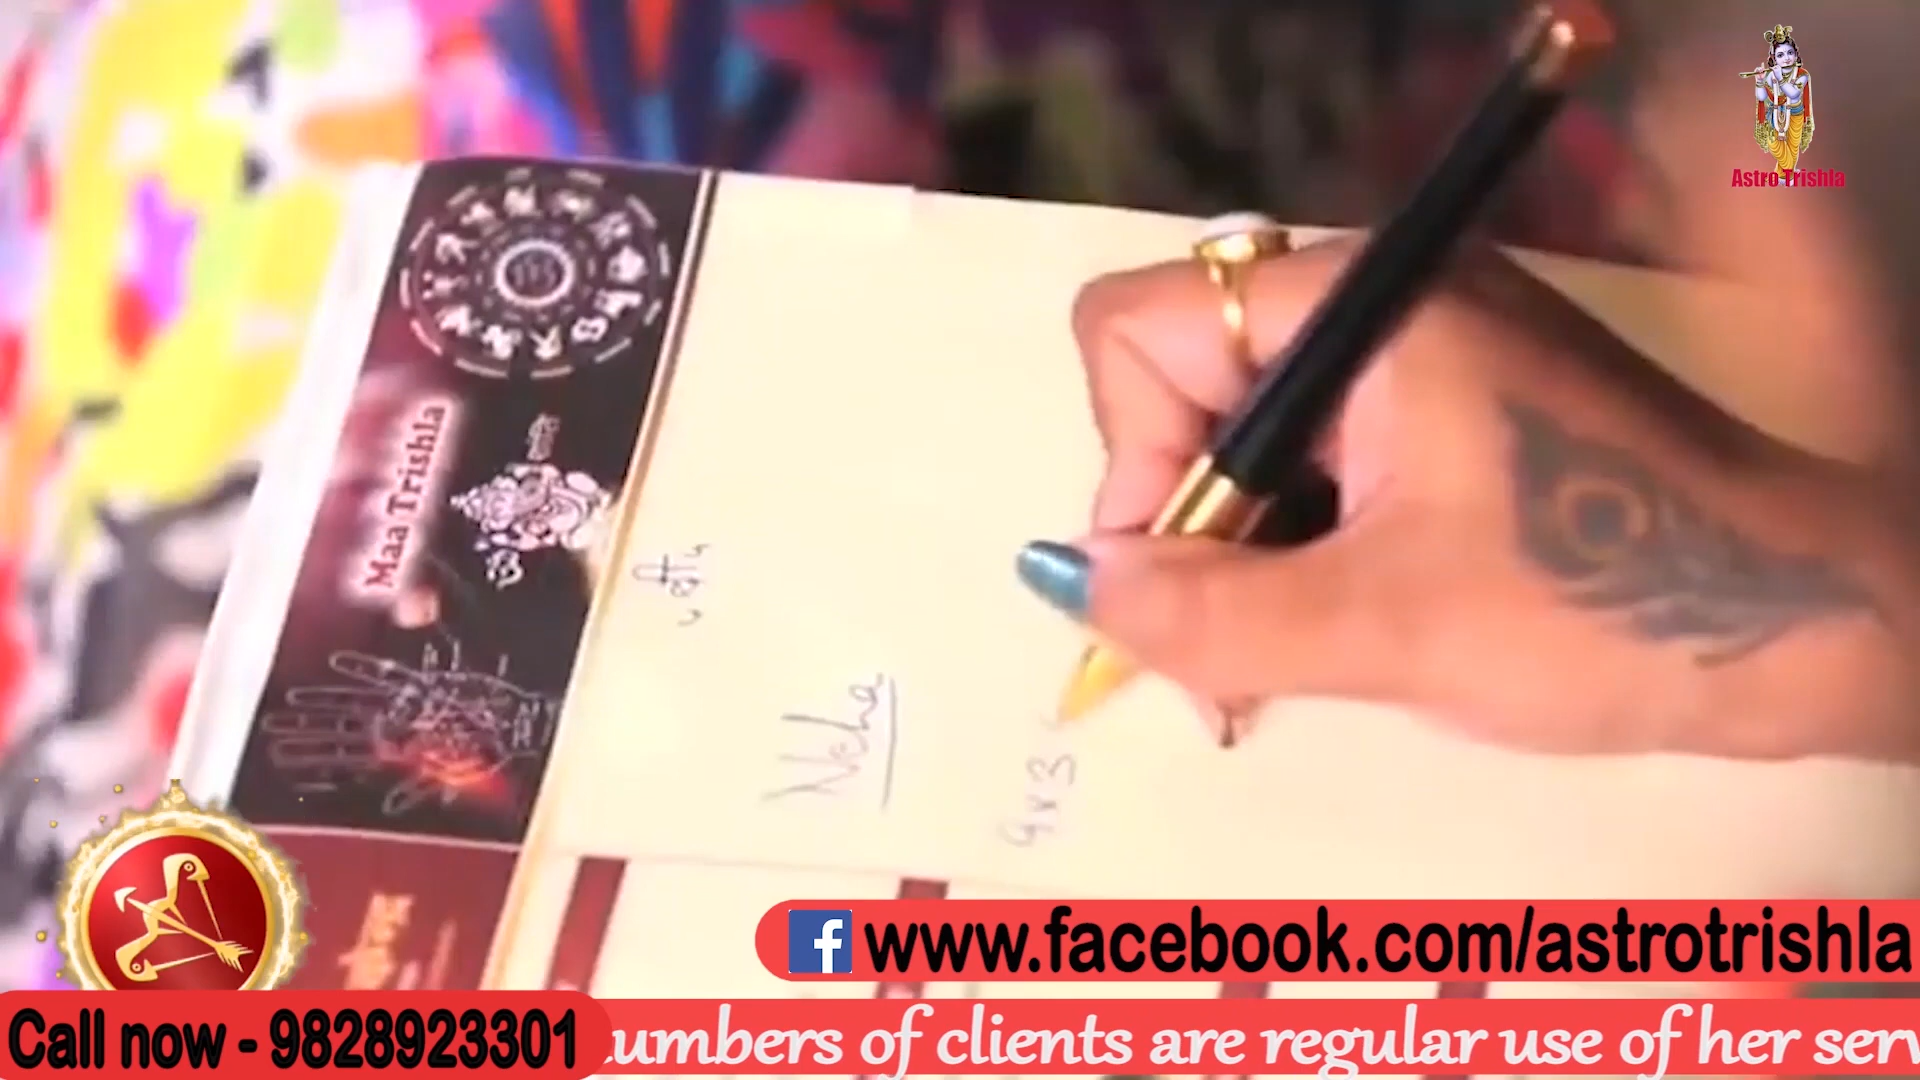 Astro Trishla
Maa Trishla
Neha
www.facebook.com/astrotrishla
Call now - 9828923301
umbers of clients are regular use of her serv